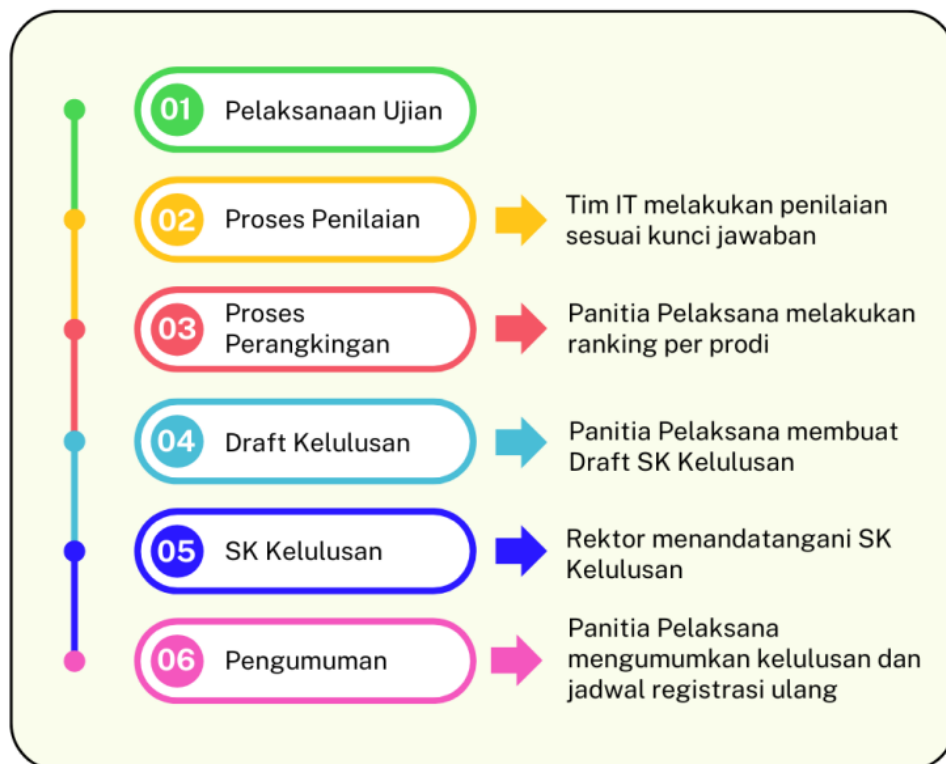 01 Pelaksanaan Ujian
02 Proses Penilaian
Tim IT melakukan penilaian
sesuai kunci jawaban
03 Proses
Perangkingan
Panitia Pelaksana melakukan
ranking per prodi
04 Draft Kelulusan
Panitia Pelaksana membuat
Draft SK Kelulusan
05 SK Kelulusan
Rektor menandatangani SK
Kelulusan
06 Pengumuman
Panitia Pelaksana
mengumumkan kelulusan dan
jadwal registrasi ulang